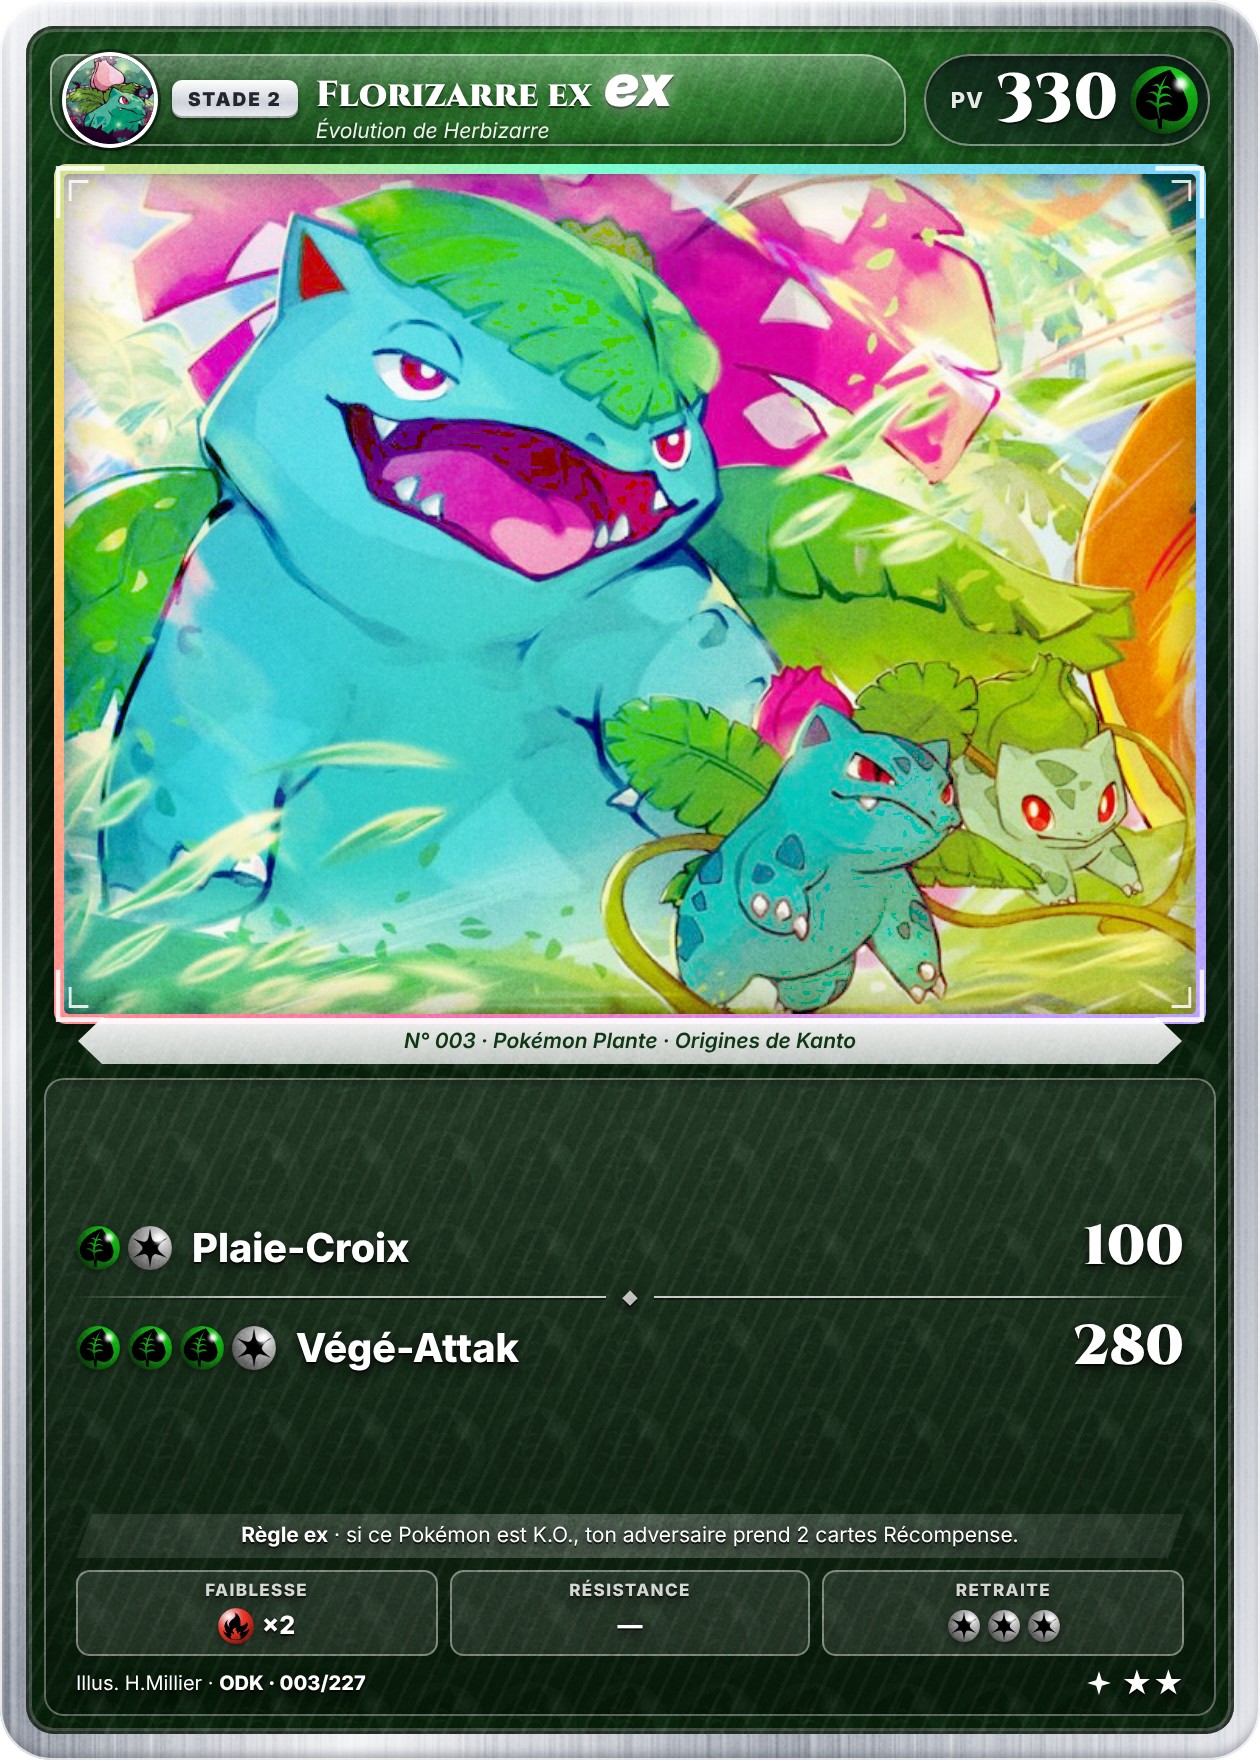 STADE 2
Florizarre ex ex
Évolution de Herbizarre
PV 330
N° 003 · Pokémon Plante · Origines de Kanto
Plaie-Croix 100
Végé-Attak 280
Règle ex · si ce Pokémon est K.O., ton adversaire prend 2 cartes Récompense.
FAIBLESSE
×2
RÉSISTANCE
—
RETRAITE
Illus. H.Millier · ODK · 003/227